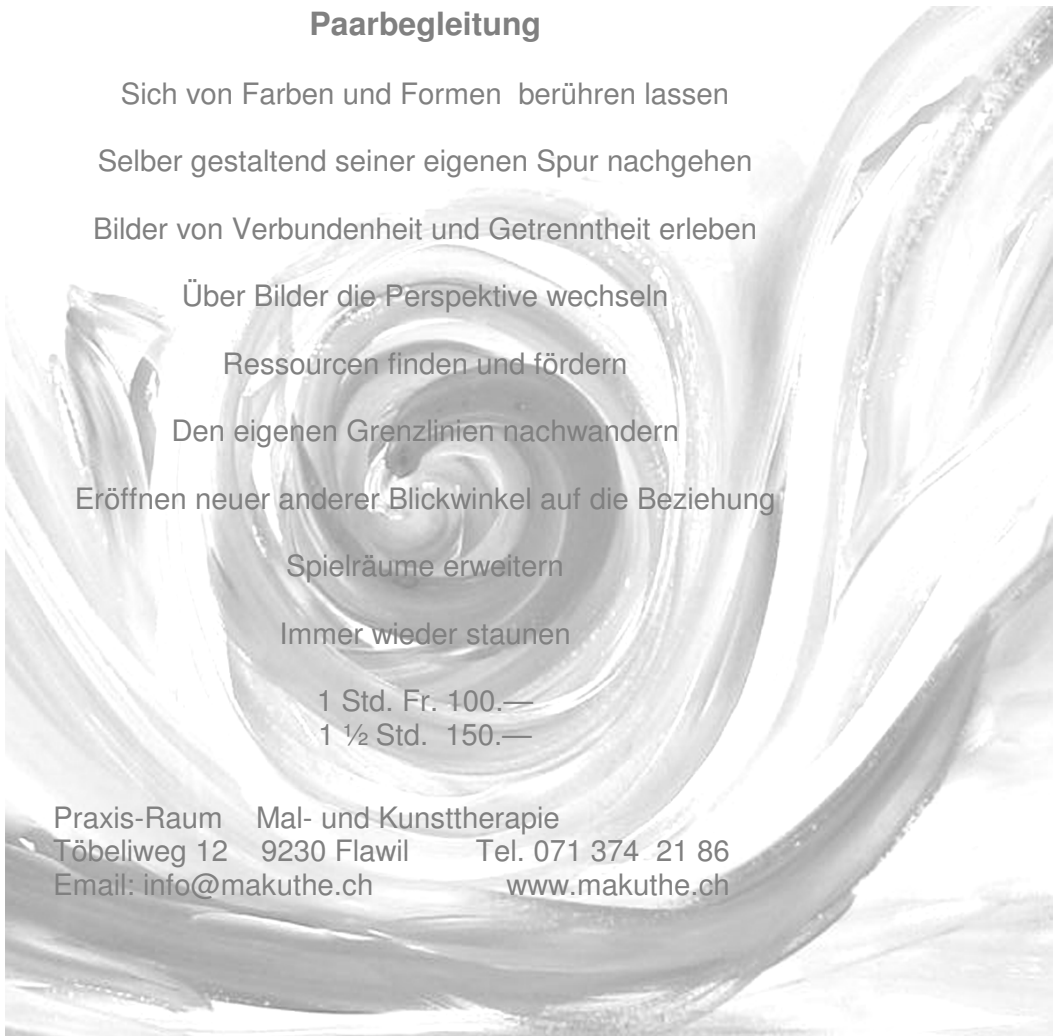 Paarbegleitung
Sich von Farben und Formen berühren lassen
Selber gestaltend seiner eigenen Spur nachgehen
Bilder von Verbundenheit und Getrenntheit erleben
Über Bilder die Perspektive wechseln
Ressourcen finden und fördern
Den eigenen Grenzlinien nachwandern
Eröffnen neuer anderer Blickwinkel auf die Beziehung
Spielräume erweitern
Immer wieder staunen
1 Std. Fr. 100.—
1 ½ Std. 150.—
Praxis-Raum Mal- und Kunsttherapie
Töbeliweg 12 9230 Flawil Tel. 071 374 21 86
Email: info@makuthe.ch www.makuthe.ch